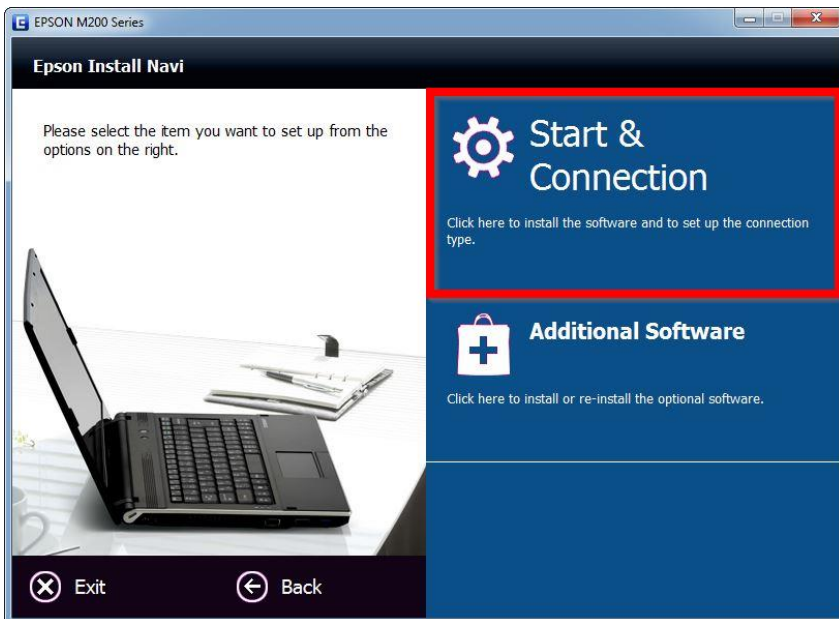 EPSON M200 Series
Epson Install Navi
Please select the item you want to set up from the
options on the right.
Start &
Connection
Click here to install the software and to set up the connection
type.
Additional Software
Click here to install or re-install the optional software.
Exit
Back